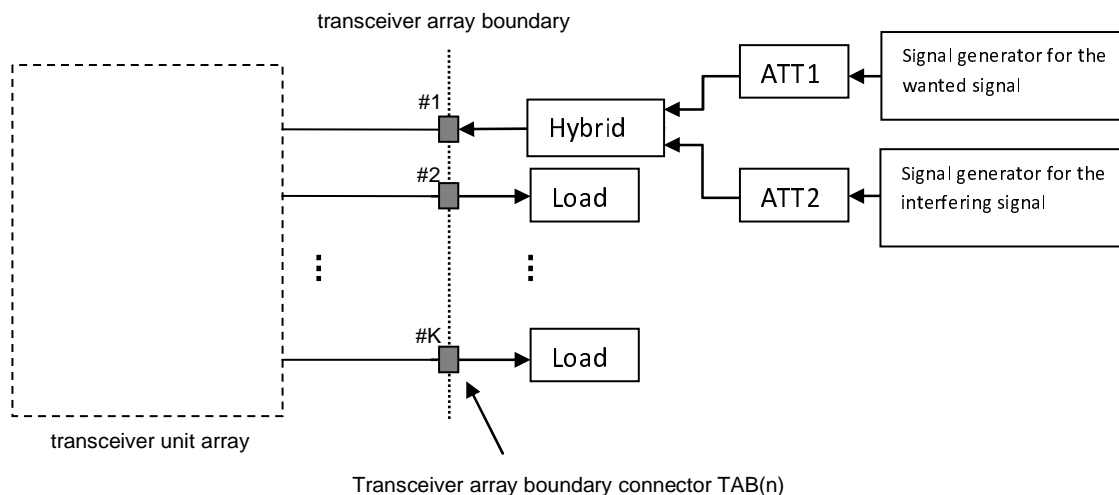 transceiver array boundary
Signal generator for the
wanted signal
ATT1
#1
Hybrid
Signal generator for the
interfering signal
ATT2
#2
Load
#K
Load
transceiver unit array
Transceiver array boundary connector TAB(n)